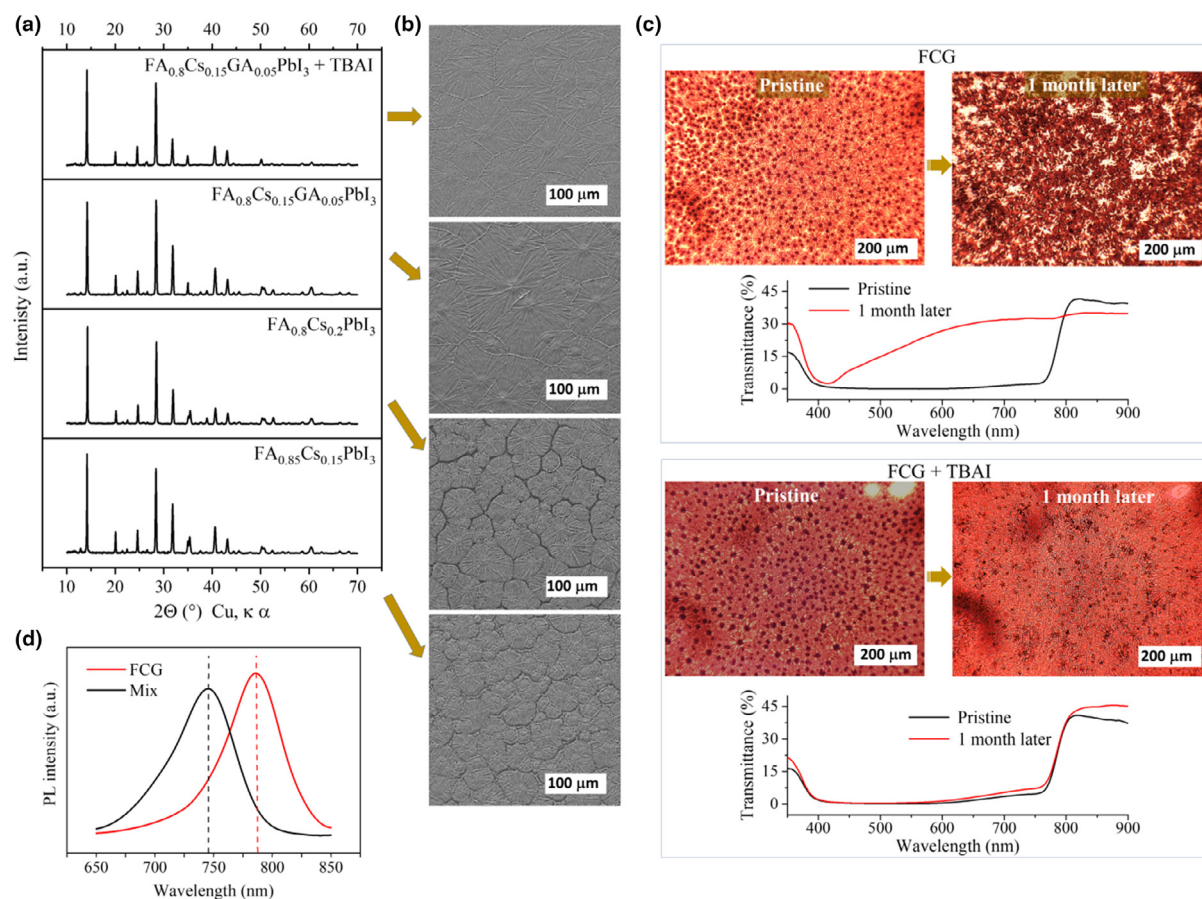 (a)
10 20 30 40 50 60 70
FA₀.₈Cs₀.₁₅GA₀.₀₅PbI₃ + TBAI
FA₀.₈Cs₀.₁₅GA₀.₀₅PbI₃
FA₀.₈Cs₀.₂PbI₃
FA₀.₈₅Cs₀.₁₅PbI₃
Intenisty (a.u.)
10 20 30 40 50 60 70
2Θ (°) Cu, κ α
(b)
100 μm
100 μm
100 μm
100 μm
(c)
FCG
Pristine
1 month later
200 μm
200 μm
Pristine
1 month later
Transmittance (%)
45
30
15
0
400 500 600 700 800 900
Wavelength (nm)
FCG + TBAI
Pristine
1 month later
200 μm
200 μm
Pristine
1 month later
Transmittance (%)
45
30
15
0
400 500 600 700 800 900
Wavelength (nm)
(d)
FCG
Mix
PL intensity (a.u.)
650 700 750 800 850
Wavelength (nm)